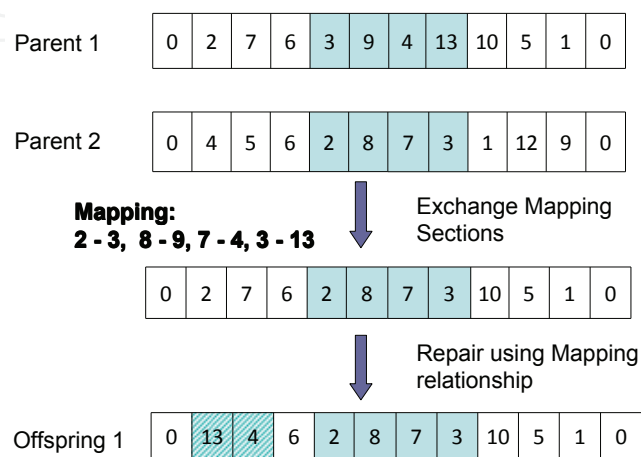 Parent 1 0 2 7 6 3 9 4 13 10 5 1 0
Parent 2 0 4 5 6 2 8 7 3 1 12 9 0
Mapping:
2 - 3, 8 - 9, 7 - 4, 3 - 13
Exchange Mapping
Sections
0 2 7 6 2 8 7 3 10 5 1 0
Repair using Mapping
relationship
Offspring 1 0 13 4 6 2 8 7 3 10 5 1 0